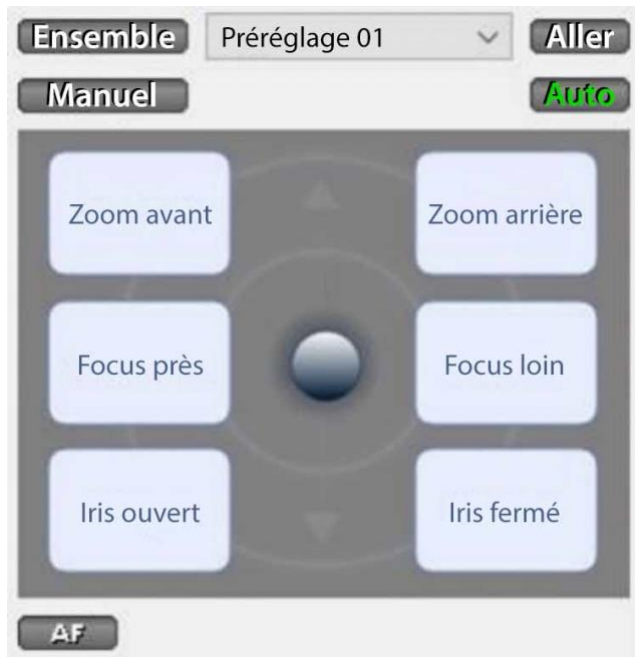 Ensemble Préréglage 01 Aller
Manuel Auto
Zoom avant Zoom arrière
Focus près Focus loin
Iris ouvert Iris fermé
AF